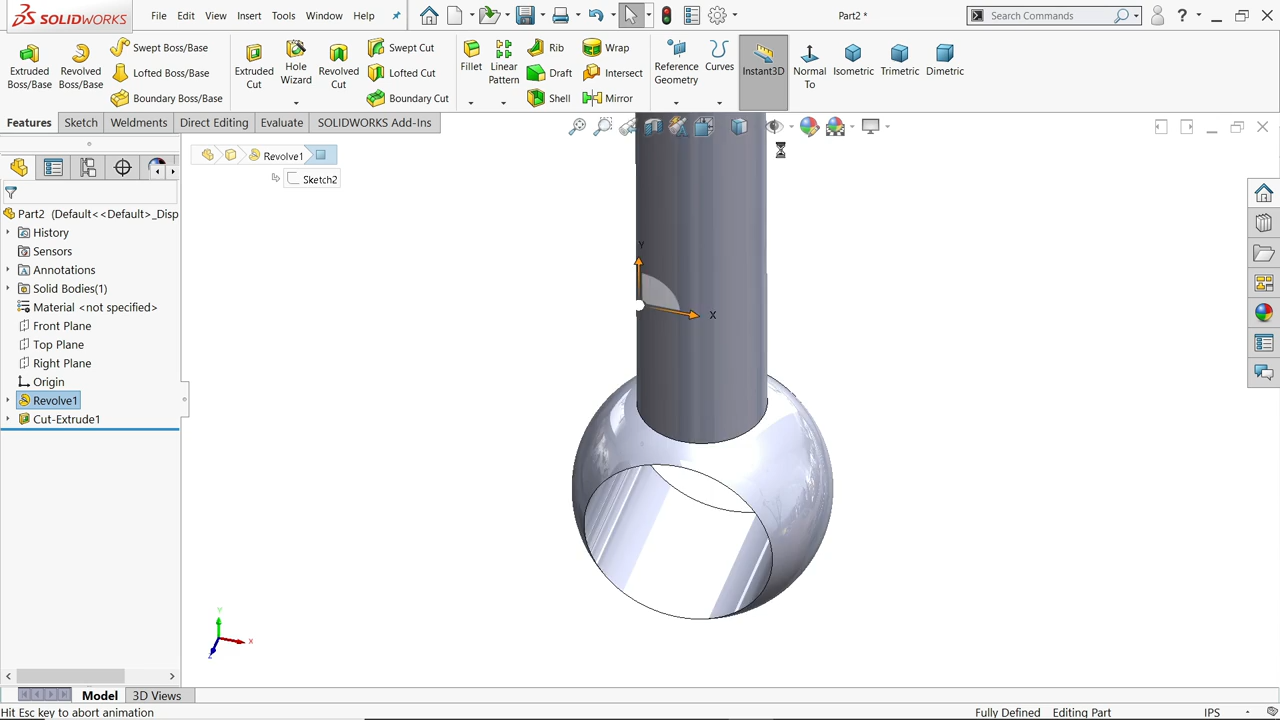 SOLIDWORKS File Edit View Insert Tools Window Help Part2 * Search Commands ?
Extruded Boss/Base
Revolved Boss/Base
Swept Boss/Base
Lofted Boss/Base
Boundary Boss/Base
Extruded Cut
Hole Wizard
Revolved Cut
Swept Cut
Lofted Cut
Boundary Cut
Fillet
Linear Pattern
Rib
Draft
Shell
Wrap
Intersect
Mirror
Reference Geometry
Curves
Instant3D
Normal To
Isometric
Trimetric
Dimetric
Features Sketch Weldments Direct Editing Evaluate SOLIDWORKS Add-Ins
Revolve1
Sketch2
Part2 (Default<<Default>_Disp
History
Sensors
Annotations
Solid Bodies(1)
Material <not specified>
Front Plane
Top Plane
Right Plane
Origin
Revolve1
Cut-Extrude1
Y
X
Y
X
Z
Model 3D Views
Hit Esc key to abort animation Fully Defined Editing Part IPS